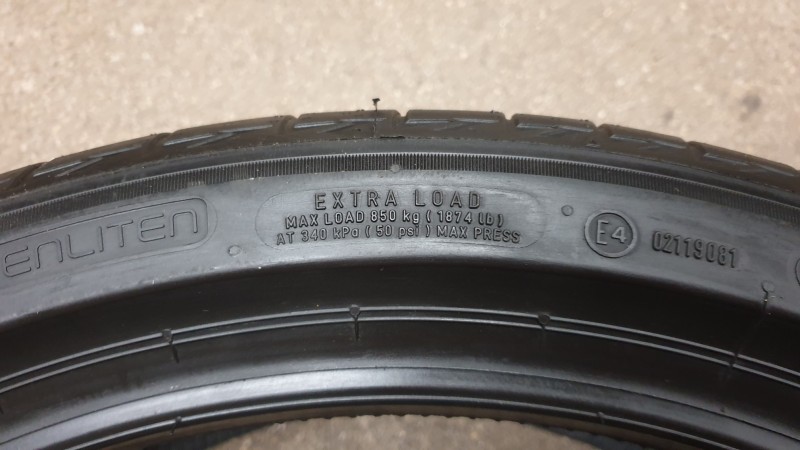 ENLITEN
EXTRA LOAD
MAX LOAD 850 kg ( 1874 LB )
AT 340 kPa ( 50 psi ) MAX PRESS
E4 02119081